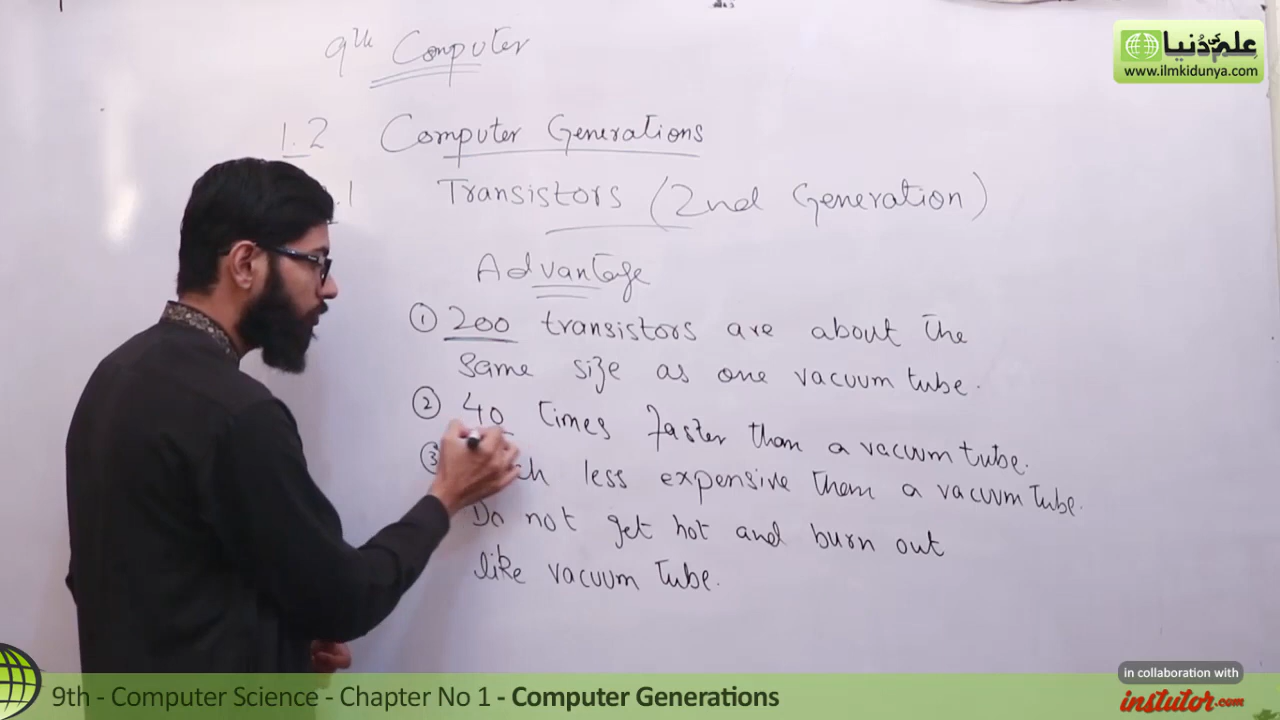 9th Computer
علم کی دنیا
www.ilmkidunya.com
1.2 Computer Generations
.1 Transistors (2nd Generation)
Advantage
① 200 transistors are about the
same size as one vacuum tube.
② 40 times faster than a vacuum tube.
③ ch less expensive them a vacuum tube.
Do not get hot and burn out
like vacuum tube.
in collaboration with
instutor.com
9th - Computer Science - Chapter No 1 - Computer Generations